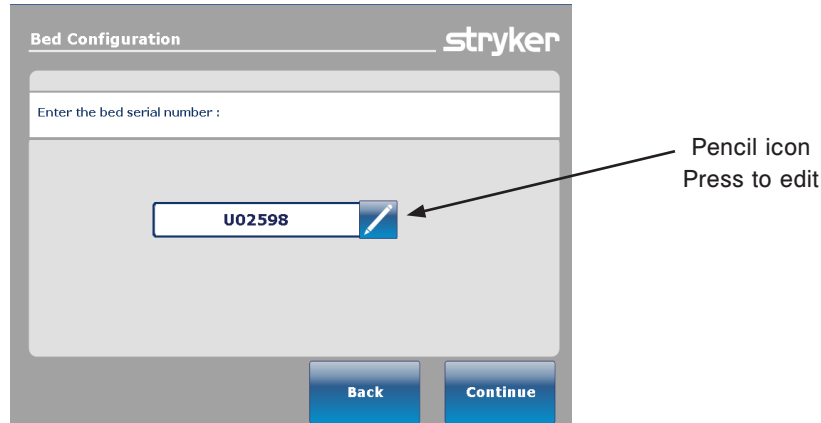 Bed Configuration
stryker
Enter the bed serial number :
Pencil icon
Press to edit
U02598
Back
Continue